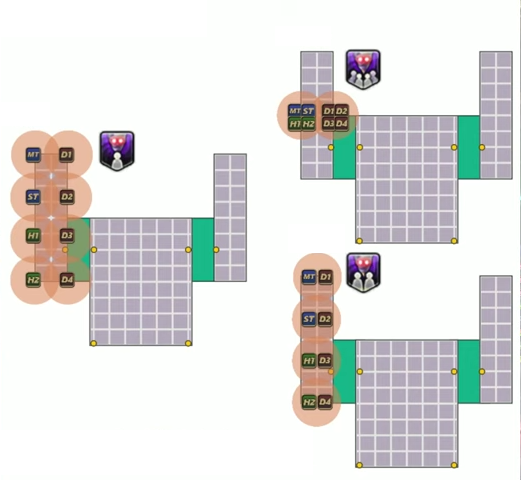 MT D1
ST D2
H1 D3
H2 D4
MT ST D1 D2
H1 H2 D3 D4
MT D1
ST D2
H1 D3
H2 D4